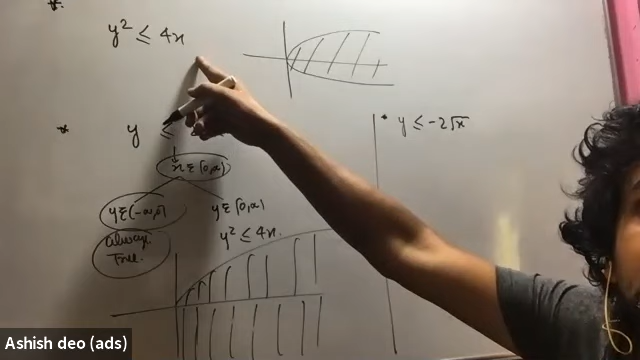 * y² ≤ 4x
* y ≤
x ∈ [0,∞)
y ∈ (-∞,0)
y ∈ [0,∞)
Always
True.
y² ≤ 4x.
* y ≤ -2√x
Ashish deo (ads)